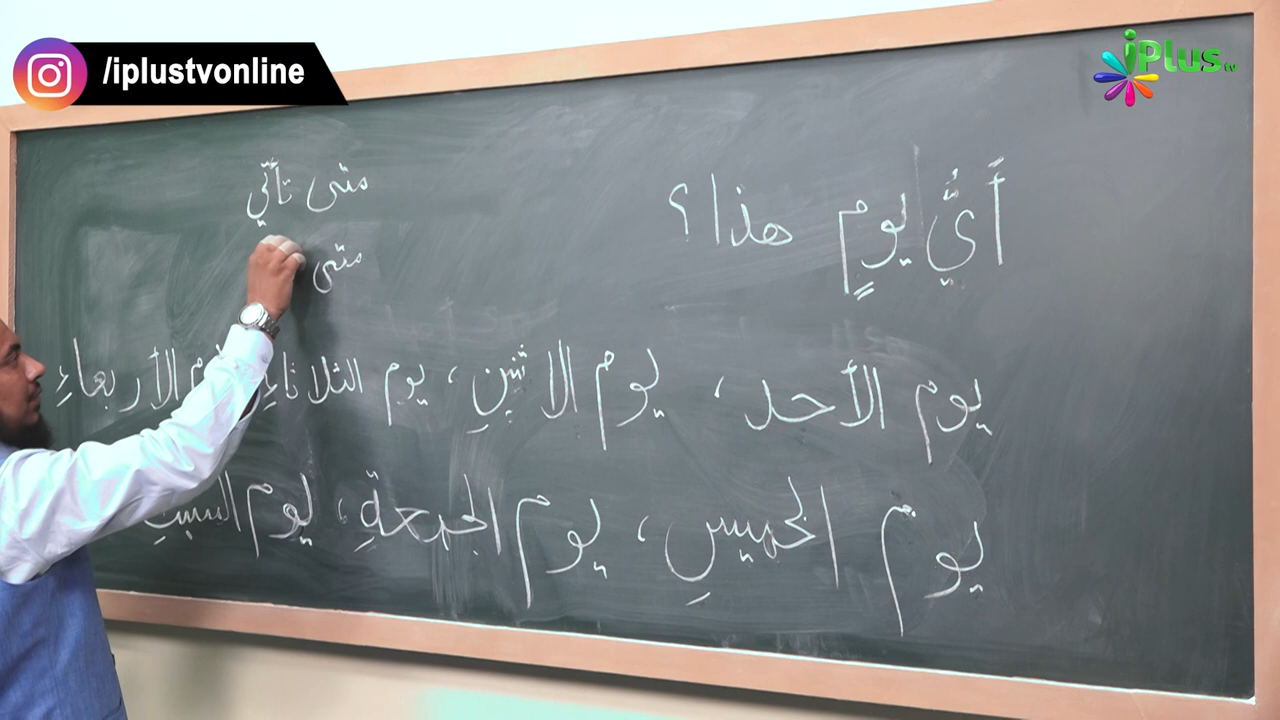 /iplustvonline
iPlus tv
متى تأتي
أَيُّ يومٍ هذا؟
متى
يوم الأحد، يوم الاثنينِ، يوم الثلاثاءِ، يوم الأربعاءِ
يوم الخميسِ، يوم الجمعةِ، يوم السبتِ